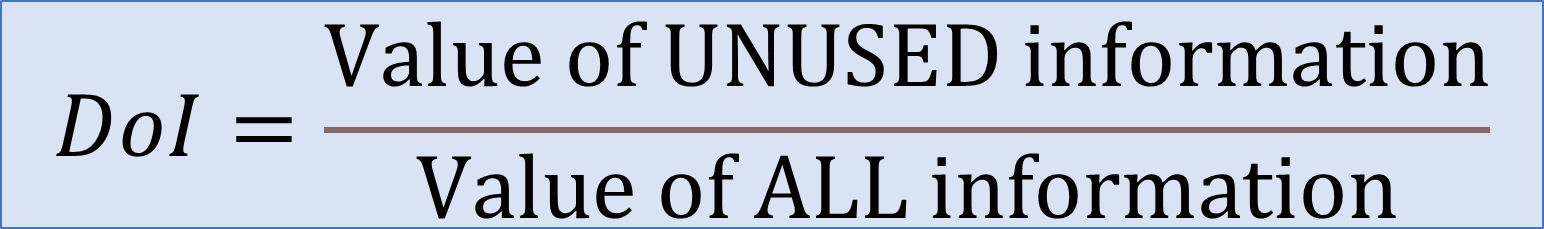 Value of UNUSED information
DoI =
Value of ALL information